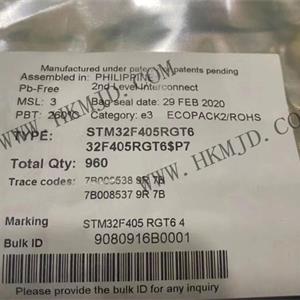 Manufactured under patents or patents pending
Assembled in: PHILIPPINES
Pb-Free 2nd Level Interconnect
MSL: 3 Bag seal date: 29 FEB 2020
PBT: 260 Category: e3 ECOPACK2/ROHS
TYPE: STM32F405RGT6
32F405RGT6$P7
Total Qty: 960
Trace codes: 7B008538 9R 7B
7B008537 9R 7B
Marking STM32F405 RGT6 4
Bulk ID 9080916B0001
Please provide the bulk ID for any inquiry
WWW.HKMJD.COM